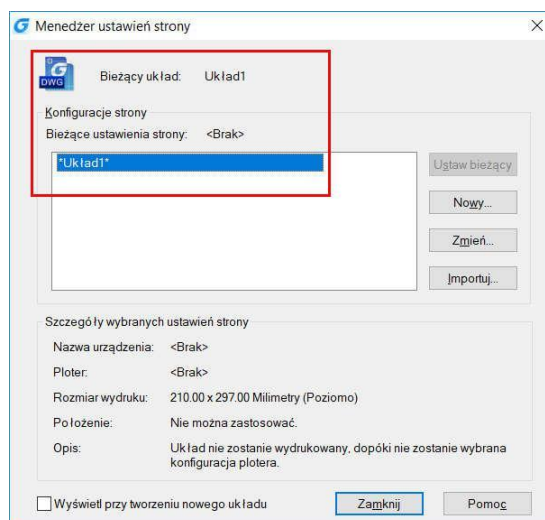 Menedżer ustawień strony
G
DWG
Bieżący układ: Układ1
Konfiguracje strony
Bieżące ustawienia strony: <Brak>
*Układ1*
Ustaw bieżący
Nowy...
Zmień...
Importuj...
Szczegóły wybranych ustawień strony
Nazwa urządzenia: <Brak>
Ploter: <Brak>
Rozmiar wydruku: 210.00 x 297.00 Milimetry (Poziomo)
Położenie: Nie można zastosować.
Opis: Układ nie zostanie wydrukowany, dopóki nie zostanie wybrana
konfiguracja plotera.
Wyświetl przy tworzeniu nowego układu Zamknij Pomoc